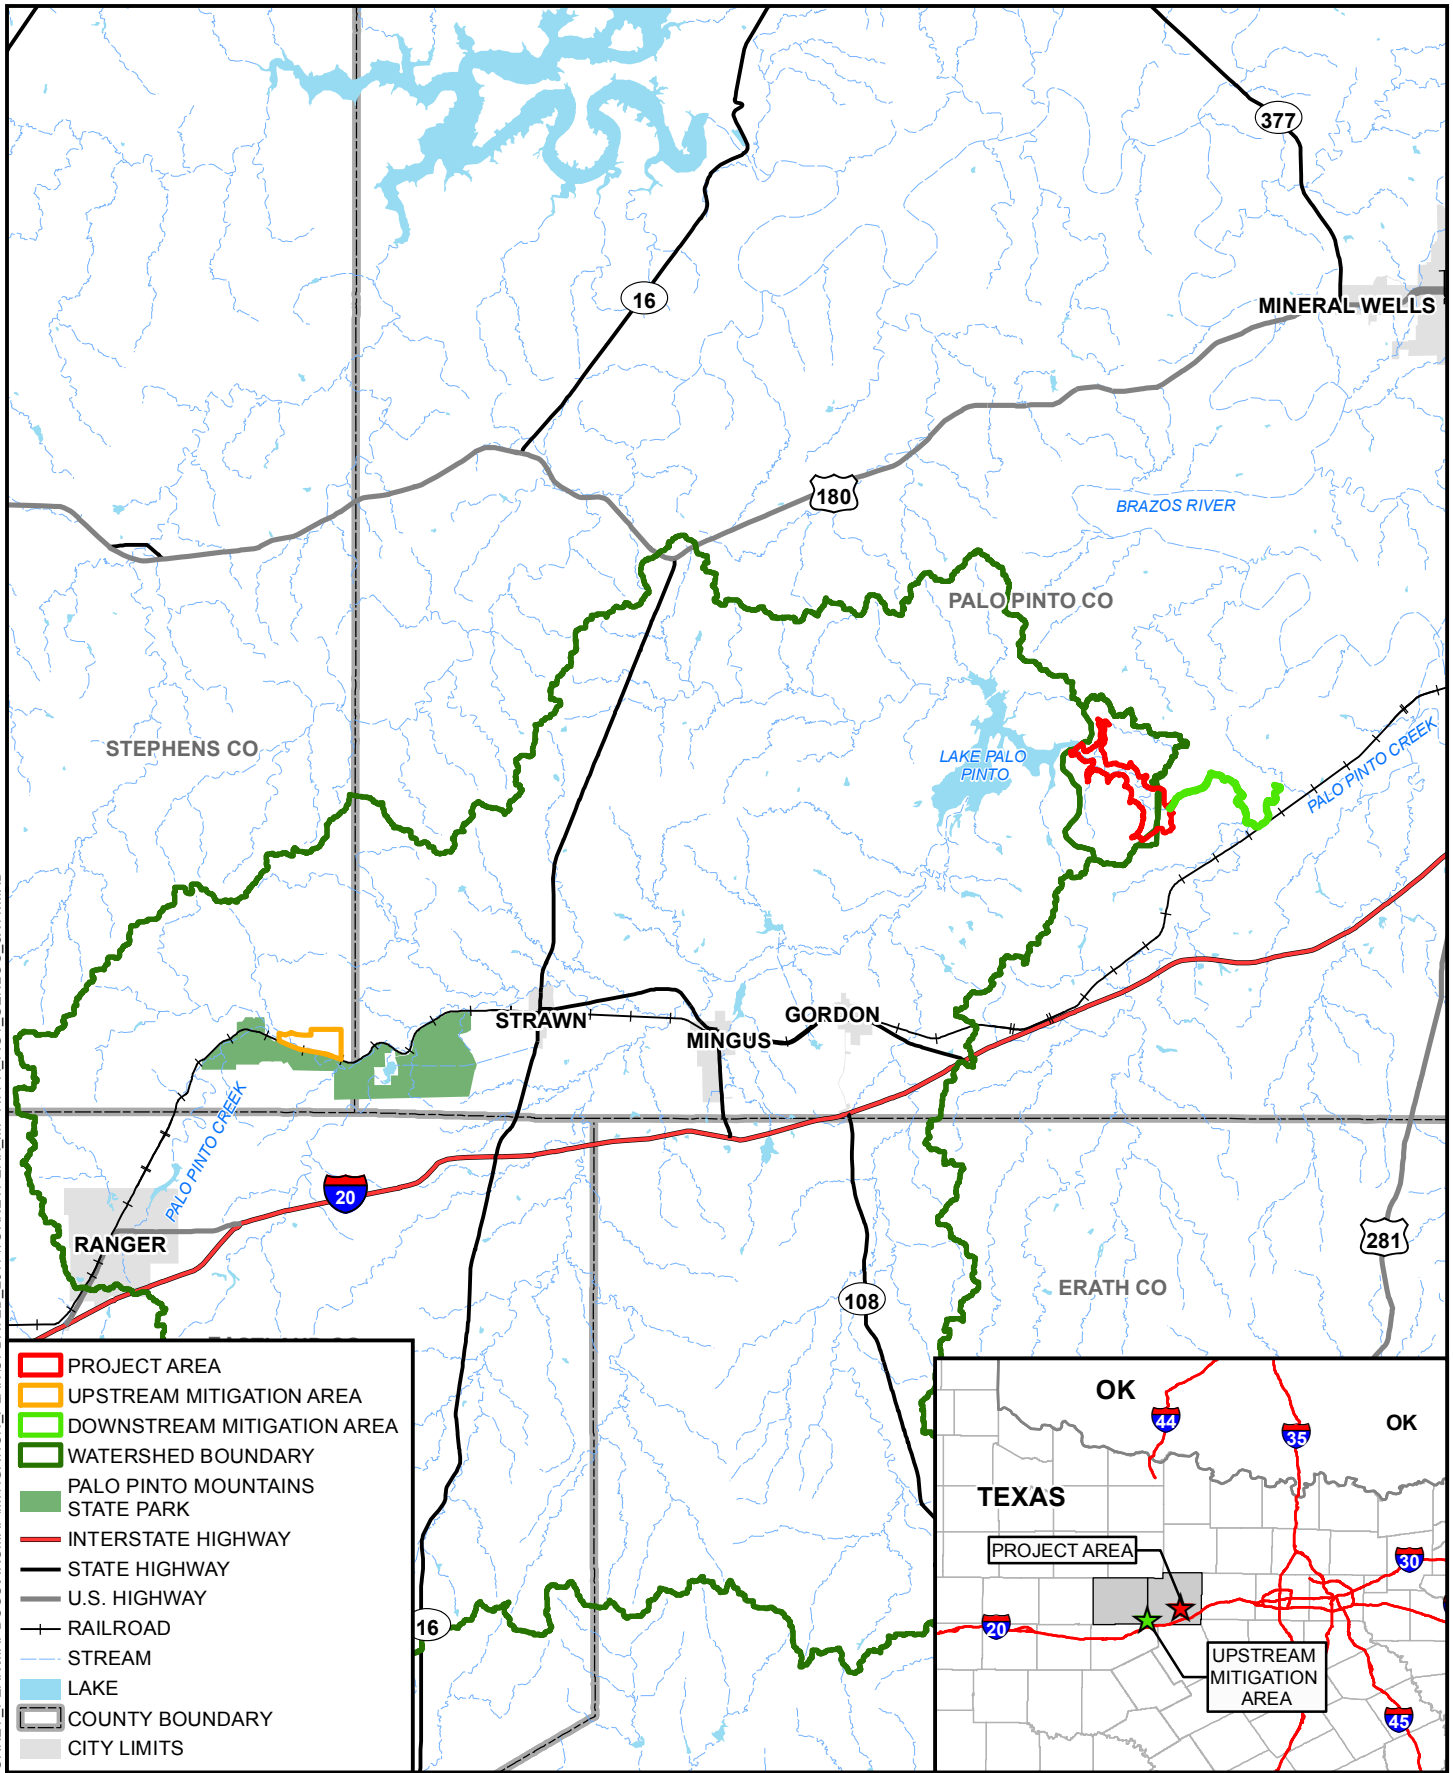 377
16
MINERAL WELLS
180
BRAZOS RIVER
PALO PINTO CO
STEPHENS CO
LAKE PALO
PINTO
PALO PINTO CREEK
STRAWN
GORDON
MINGUS
PALO PINTO CREEK
20
RANGER
281
ERATH CO
108
16
PROJECT AREA
UPSTREAM MITIGATION AREA
DOWNSTREAM MITIGATION AREA
WATERSHED BOUNDARY
PALO PINTO MOUNTAINS
STATE PARK
INTERSTATE HIGHWAY
STATE HIGHWAY
U.S. HIGHWAY
RAILROAD
STREAM
LAKE
COUNTY BOUNDARY
CITY LIMITS
OK
44
35
OK
TEXAS
PROJECT AREA
30
20
UPSTREAM
MITIGATION
AREA
45